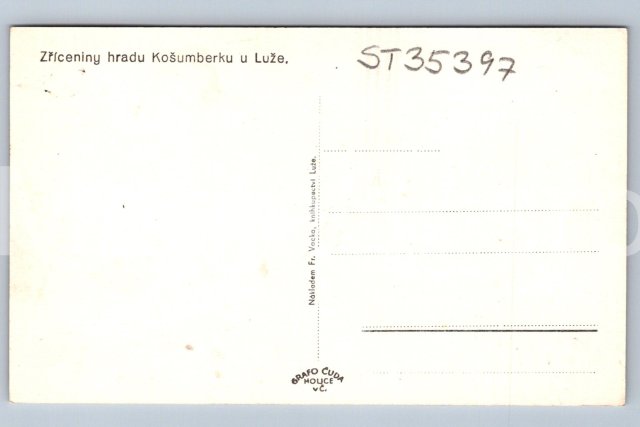 Zříceniny hradu Košumberku u Luže.
ST35397
Nákladem Fr. Vacka, knihkupectví Luže.
GRAFO ČUDA
HOLICE
v Č.